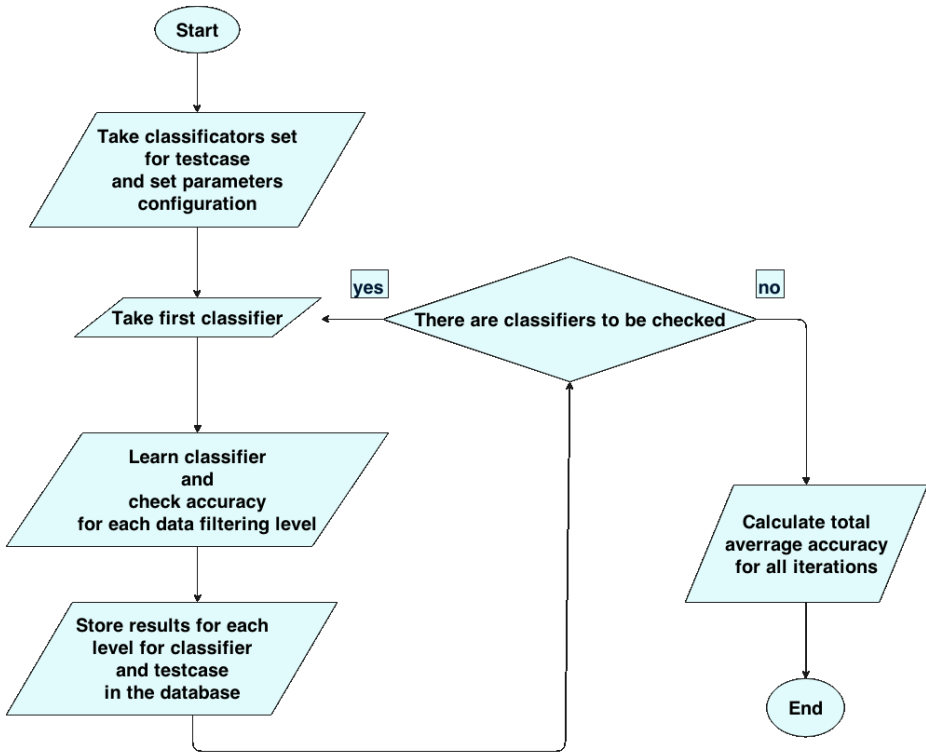 Start
Take classificators set
for testcase
and set parameters
configuration
Take first classifier
yes
There are classifiers to be checked
no
Learn classifier
and
check accuracy
for each data filtering level
Store results for each
level for classifier
and testcase
in the database
Calculate total
averrage accuracy
for all iterations
End